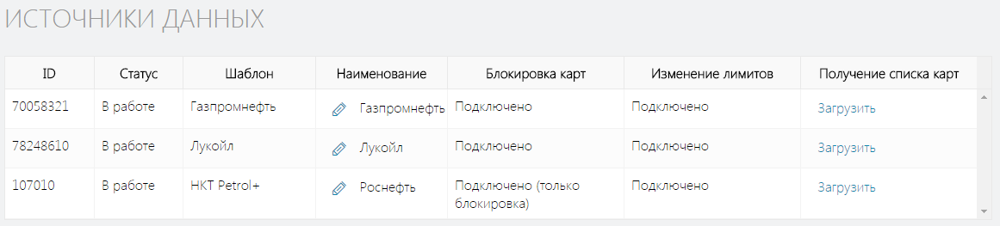 ИСТОЧНИКИ ДАННЫХ
ID Статус Шаблон Наименование Блокировка карт Изменение лимитов Получение списка карт
70058321 В работе Газпромнефть Газпромнефть Подключено Подключено Загрузить
78248610 В работе Лукойл Лукойл Подключено Подключено Загрузить
107010 В работе НКТ Petrol+ Роснефть Подключено (только Подключено Загрузить
блокировка)